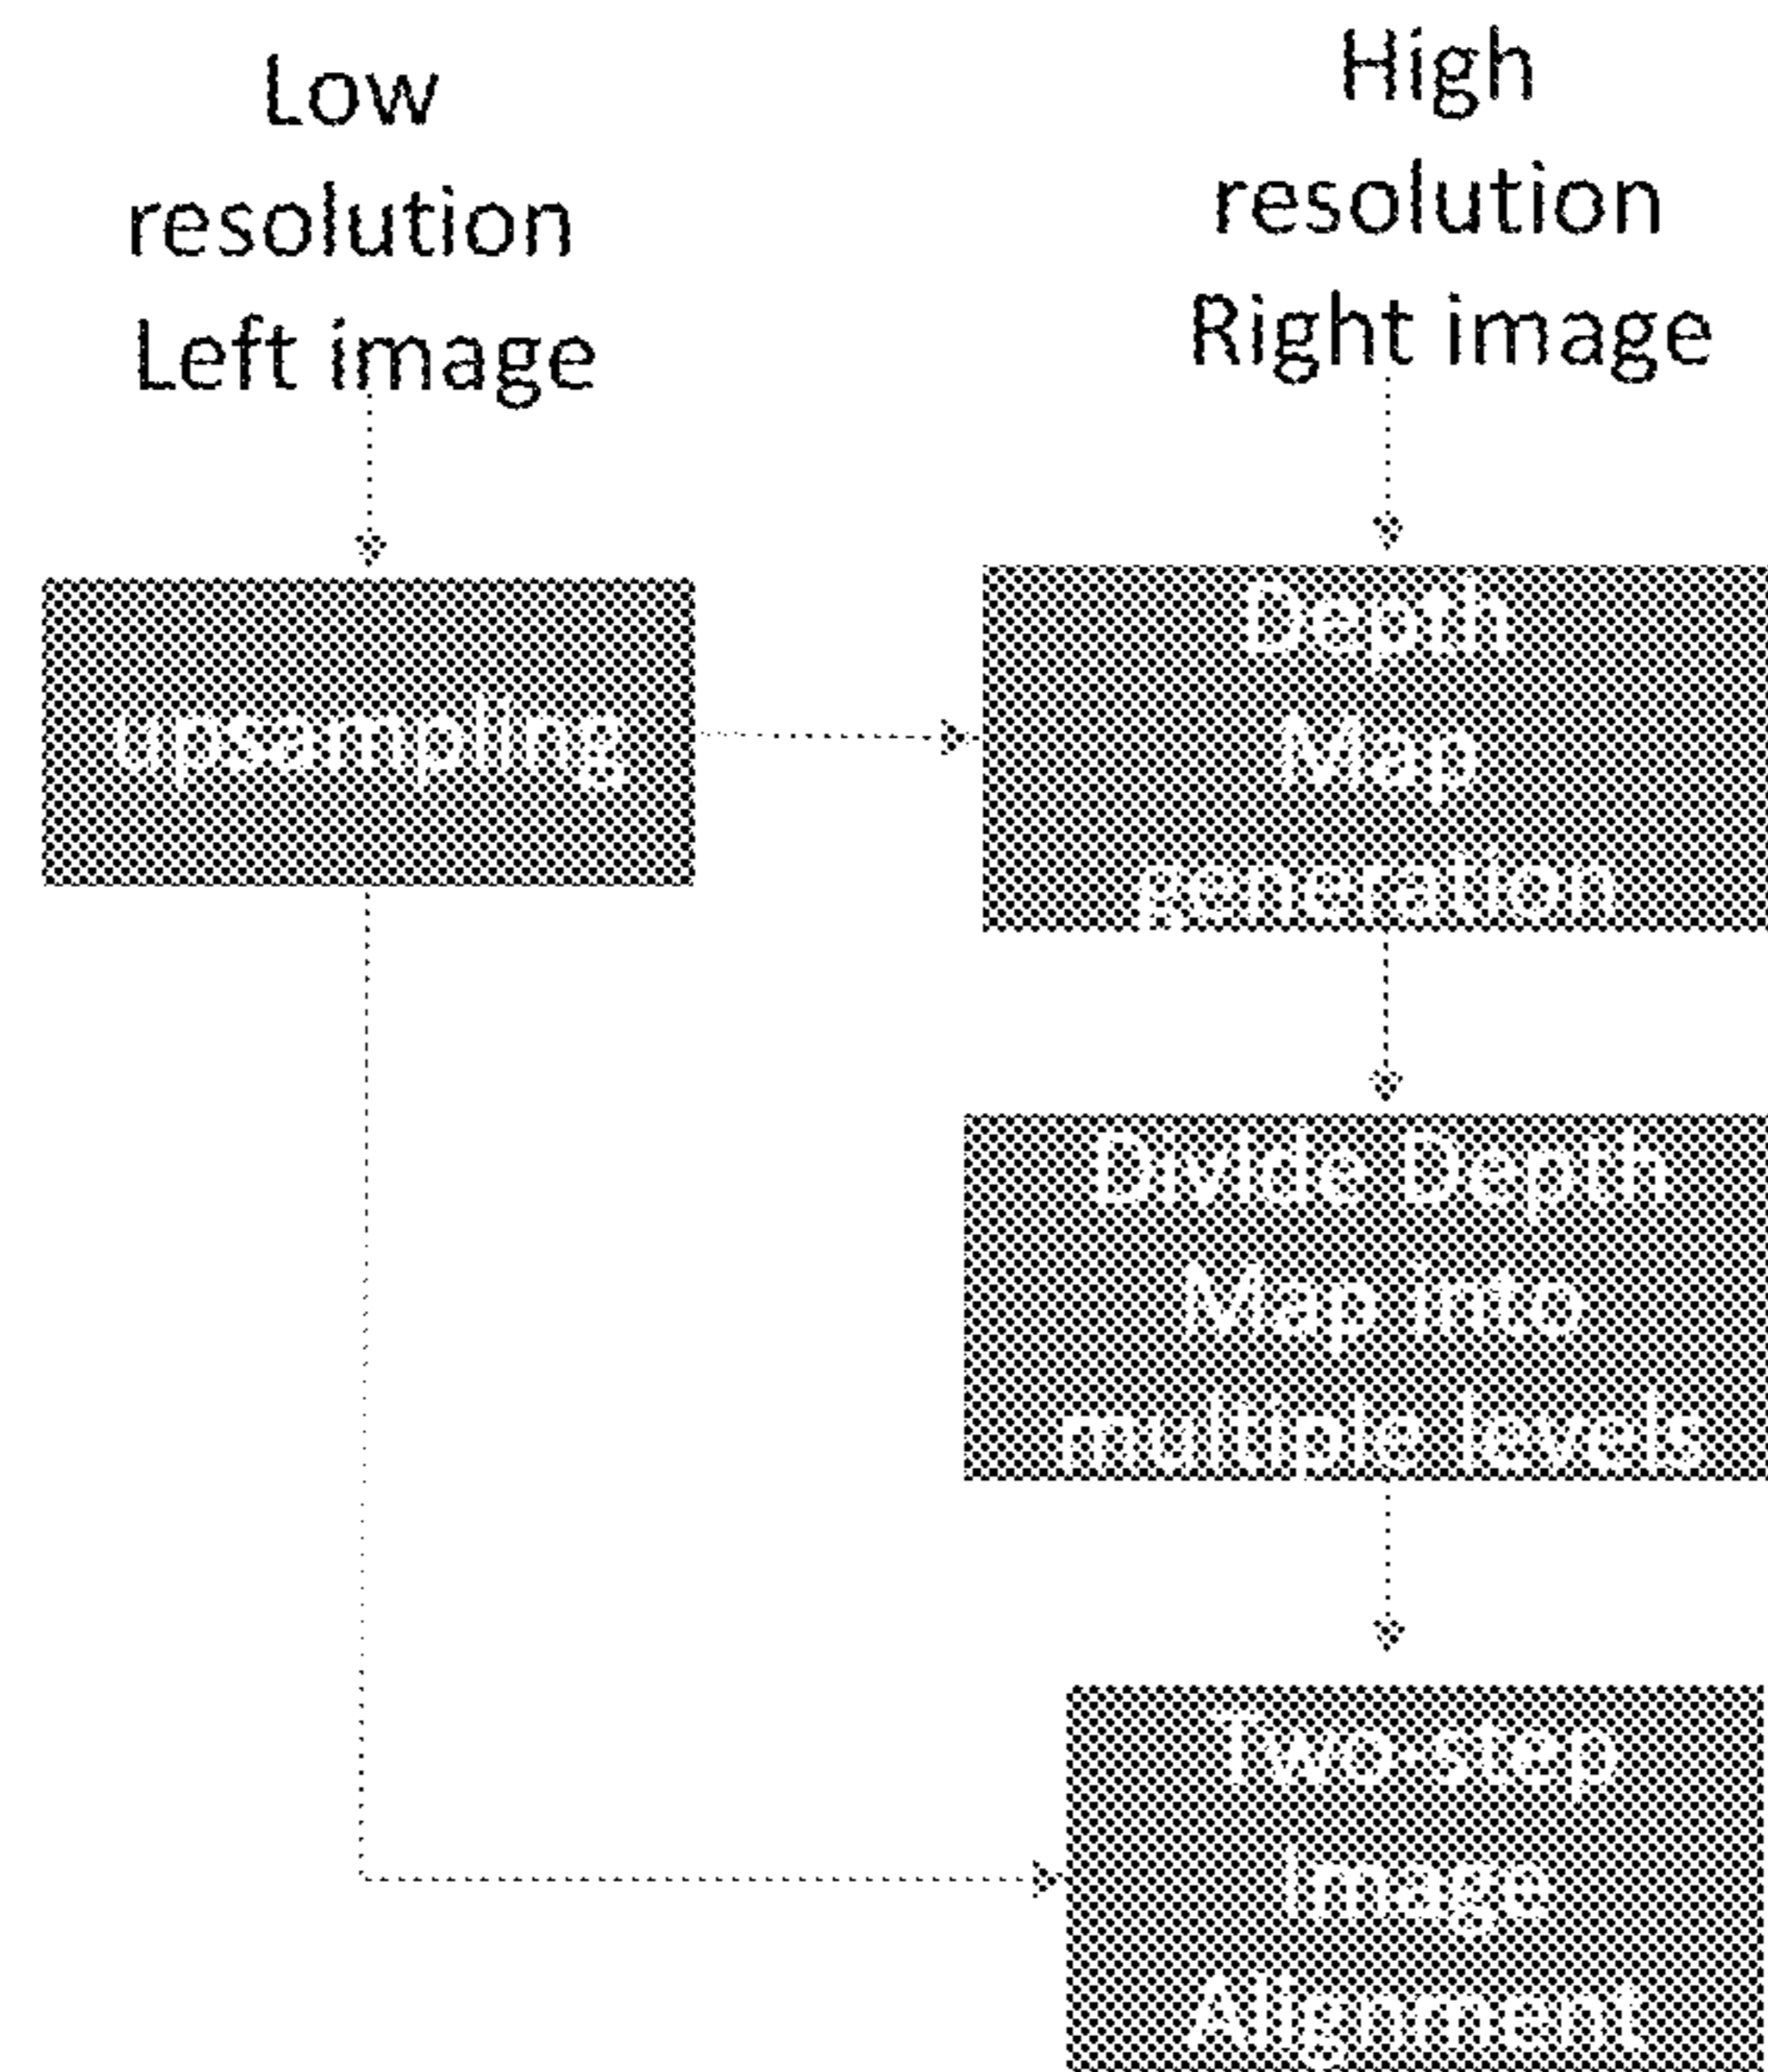 Low
resolution
Left image
High
resolution
Right image
upsampling
Depth
Map
generation
Divide Depth
Map into
multiple levels
Two-step
Image
Alignment